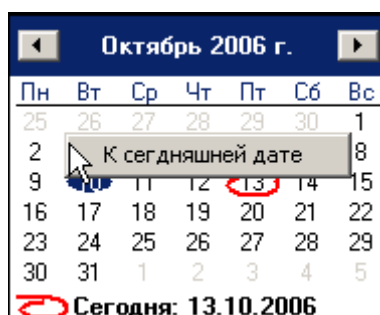 Октябрь 2006 г.
Пн Вт Ср Чт Пт Сб Вс
25 26 27 28 29 30 1
2 8
К сегдняшней дате
9 10 11 12 13 14 15
16 17 18 19 20 21 22
23 24 25 26 27 28 29
30 31 1 2 3 4 5
Сегодня: 13.10.2006